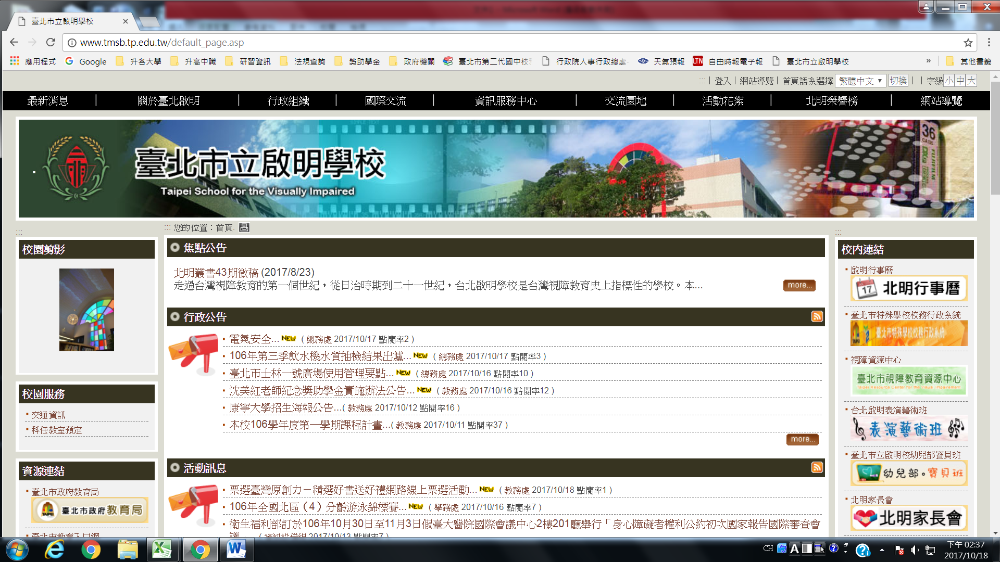 臺北市立啟明學校
www.tmsb.tp.edu.tw/default_page.asp
應用程式 Google 升各大學 升高中職 研習資訊 法規查詢 獎助學金 政府機關 臺北市第二代國中校 行政院人事行政總處 天氣預報 LTN 自由時報電子報 臺北市立啟明學校 » 其他書籤
::: | 登入 | 網站導覽 | 首頁語系選擇 繁體中文 切換 | | 字級 小 中 大
最新消息 | 關於臺北啟明 | 行政組織 | 國際交流 | 資訊服務中心 | 交流園地 | 活動花絮 | 北明榮譽榜 | 網站導覽
臺北市立啟明學校
Taipei School for the Visually Impaired
36
CA135
FUJIFILM
::: 您的位置：首頁.
:::
校園剪影
校園服務
交通資訊
科任教室預定
資源連結
臺北市政府教育局
臺北市政府教育局
臺北市教育入口網
焦點公告
北明叢書43期徵稿 (2017/8/23)
走過台灣視障教育的第一個世紀，從日治時期到二十一世紀，台北啟明學校是台灣視障教育史上指標性的學校。本...
more...
行政公告
電氣安全... NEW ( 總務處 2017/10/17 點閱率2 )
106年第三季飲水機水質抽檢結果出爐... NEW ( 總務處 2017/10/17 點閱率3 )
臺北市士林一號廣場使用管理要點... NEW ( 總務處 2017/10/16 點閱率10 )
沈美紅老師紀念獎助學金實施辦法公告... NEW ( 教務處 2017/10/16 點閱率12 )
康寧大學招生海報公告...( 教務處 2017/10/12 點閱率16 )
本校106學年度第一學期課程計畫...( 教務處 2017/10/11 點閱率37 )
more...
活動訊息
票選臺灣原創力－精選好書送好禮網路線上票選活動... NEW ( 教務處 2017/10/18 點閱率1 )
106年全國北區（4）分齡游泳錦標賽... NEW ( 學務處 2017/10/16 點閱率7 )
衛生福利部訂於106年10月30日至11月3日假臺大醫院國際會議中心2樓201廳舉行「身心障礙者權利公約初次國家報告國際審查會
議」...( 資訊設備組 2017/10/13 點閱率7 )
:::
校內連結
啟明行事曆
17 北明行事曆
臺北市特殊學校校務行政系統
臺北市特殊學校校務行政系統
視障資源中心
臺北市視障教育資源中心
Taipei Resource Center for the Visual Impairement
台北啟明表演藝術班
表演藝術班
臺北市立啟明校幼兒部寶貝班
幼兒部。寶貝班
北明家長會
北明家長會
CH A
下午 02:37
2017/10/18